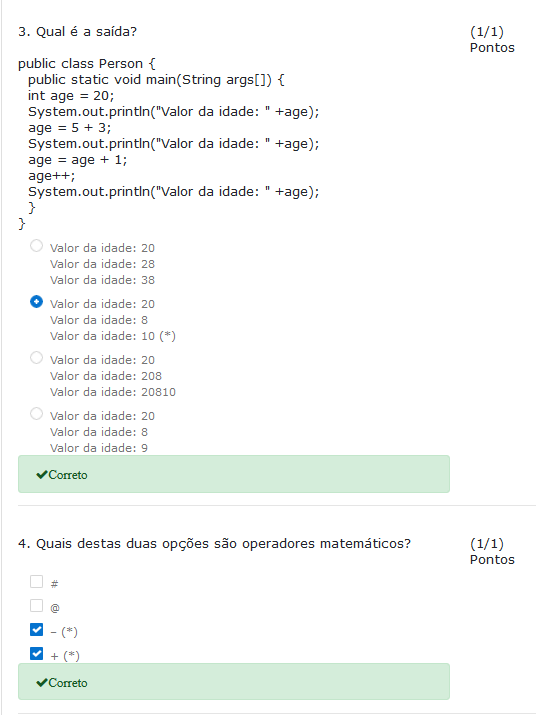 3. Qual é a saída?
(1/1)
Pontos
public class Person {
public static void main(String args[]) {
int age = 20;
System.out.println("Valor da idade: " +age);
age = 5 + 3;
System.out.println("Valor da idade: " +age);
age = age + 1;
age++;
System.out.println("Valor da idade: " +age);
}
}
Valor da idade: 20
Valor da idade: 28
Valor da idade: 38
Valor da idade: 20
Valor da idade: 8
Valor da idade: 10 (*)
Valor da idade: 20
Valor da idade: 208
Valor da idade: 20810
Valor da idade: 20
Valor da idade: 8
Valor da idade: 9
Correto
4. Quais destas duas opções são operadores matemáticos?
(1/1)
Pontos
#
@
– (*)
+ (*)
Correto